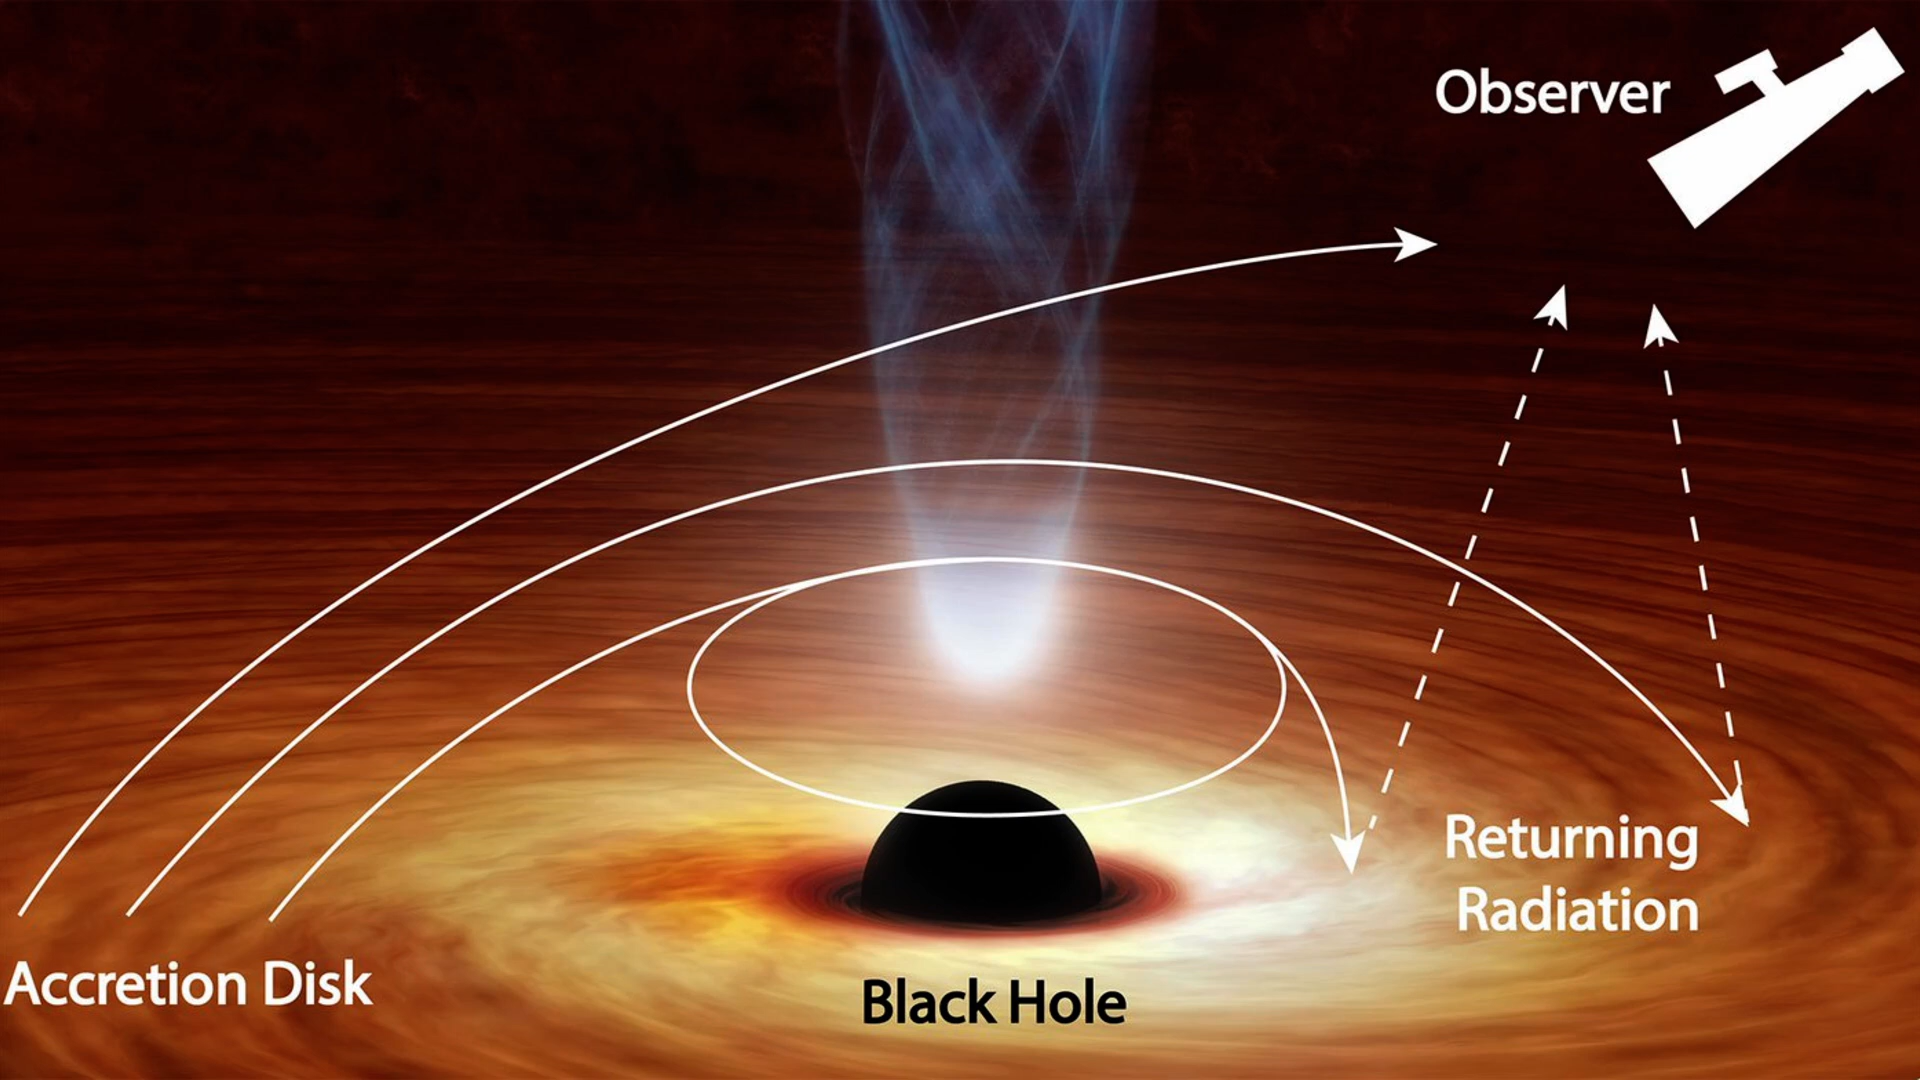 Observer
Returning
Radiation
Accretion Disk
Black Hole